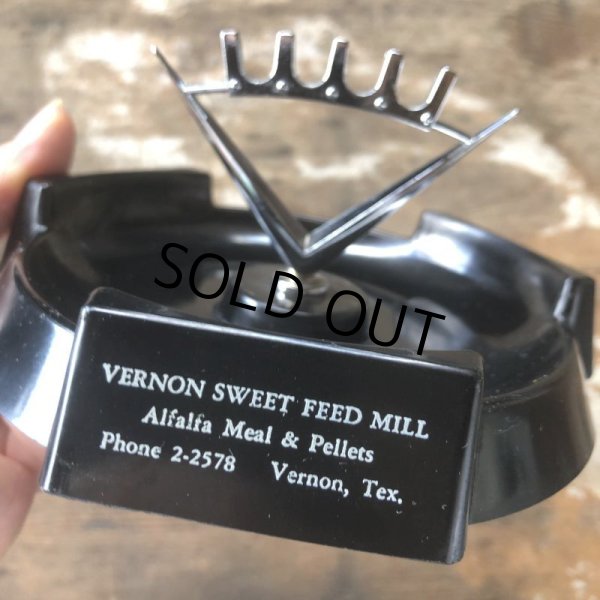 SOLD OUT
VERNON SWEET FEED MILL
Alfalfa Meal & Pellets
Phone 2-2578 Vernon, Tex.